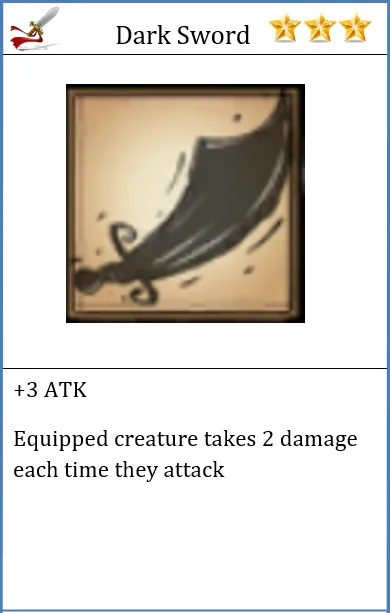 Dark Sword
+3 ATK
Equipped creature takes 2 damage
each time they attack